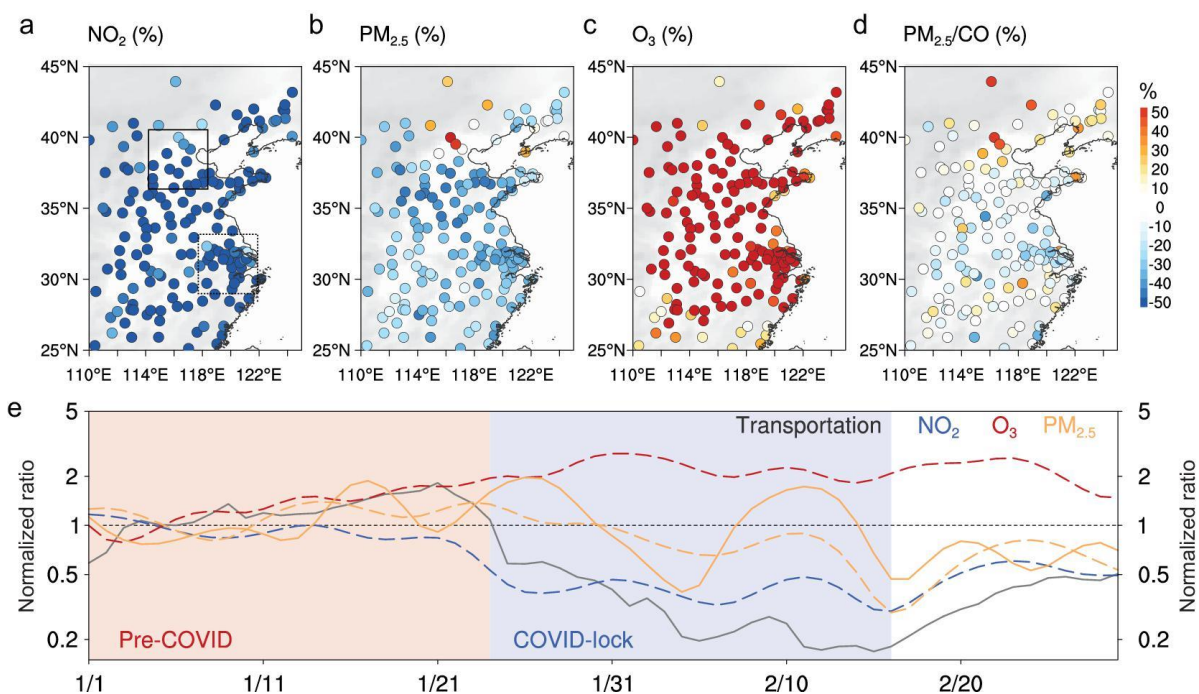 a NO₂ (%) b PM₂.₅ (%) c O₃ (%) d PM₂.₅/CO (%)
45°N 45°N 45°N 45°N
40°N 40°N 40°N 40°N
35°N 35°N 35°N 35°N
30°N 30°N 30°N 30°N
25°N 25°N 25°N 25°N
110°E 114°E 118°E 122°E 110°E 114°E 118°E 122°E 110°E 114°E 118°E 122°E 110°E 114°E 118°E 122°E
%
50
40
30
20
10
0
-10
-20
-30
-40
-50
e
5 Transportation NO₂ O₃ PM₂.₅ 5
2 2
1 1
0.5 0.5
0.2 Pre-COVID COVID-lock 0.2
Normalized ratio
Normalized ratio
1/1 1/11 1/21 1/31 2/10 2/20